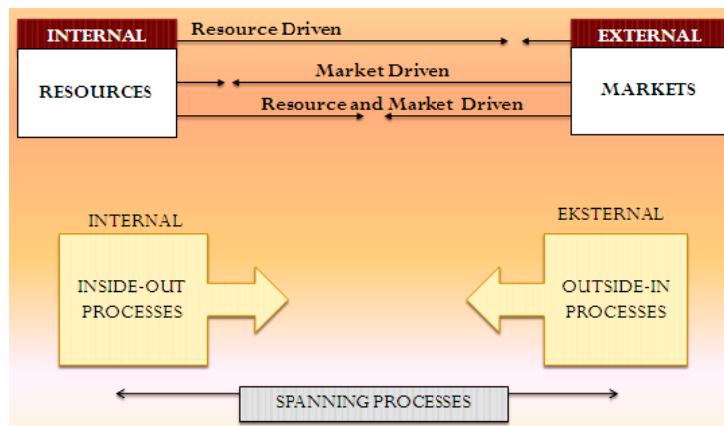 INTERNAL
Resource Driven
EXTERNAL
RESOURCES
Market Driven
MARKETS
Resource and Market Driven
INTERNAL
EKSTERNAL
INSIDE-OUT
PROCESSES
OUTSIDE-IN
PROCESSES
SPANNING PROCESSES